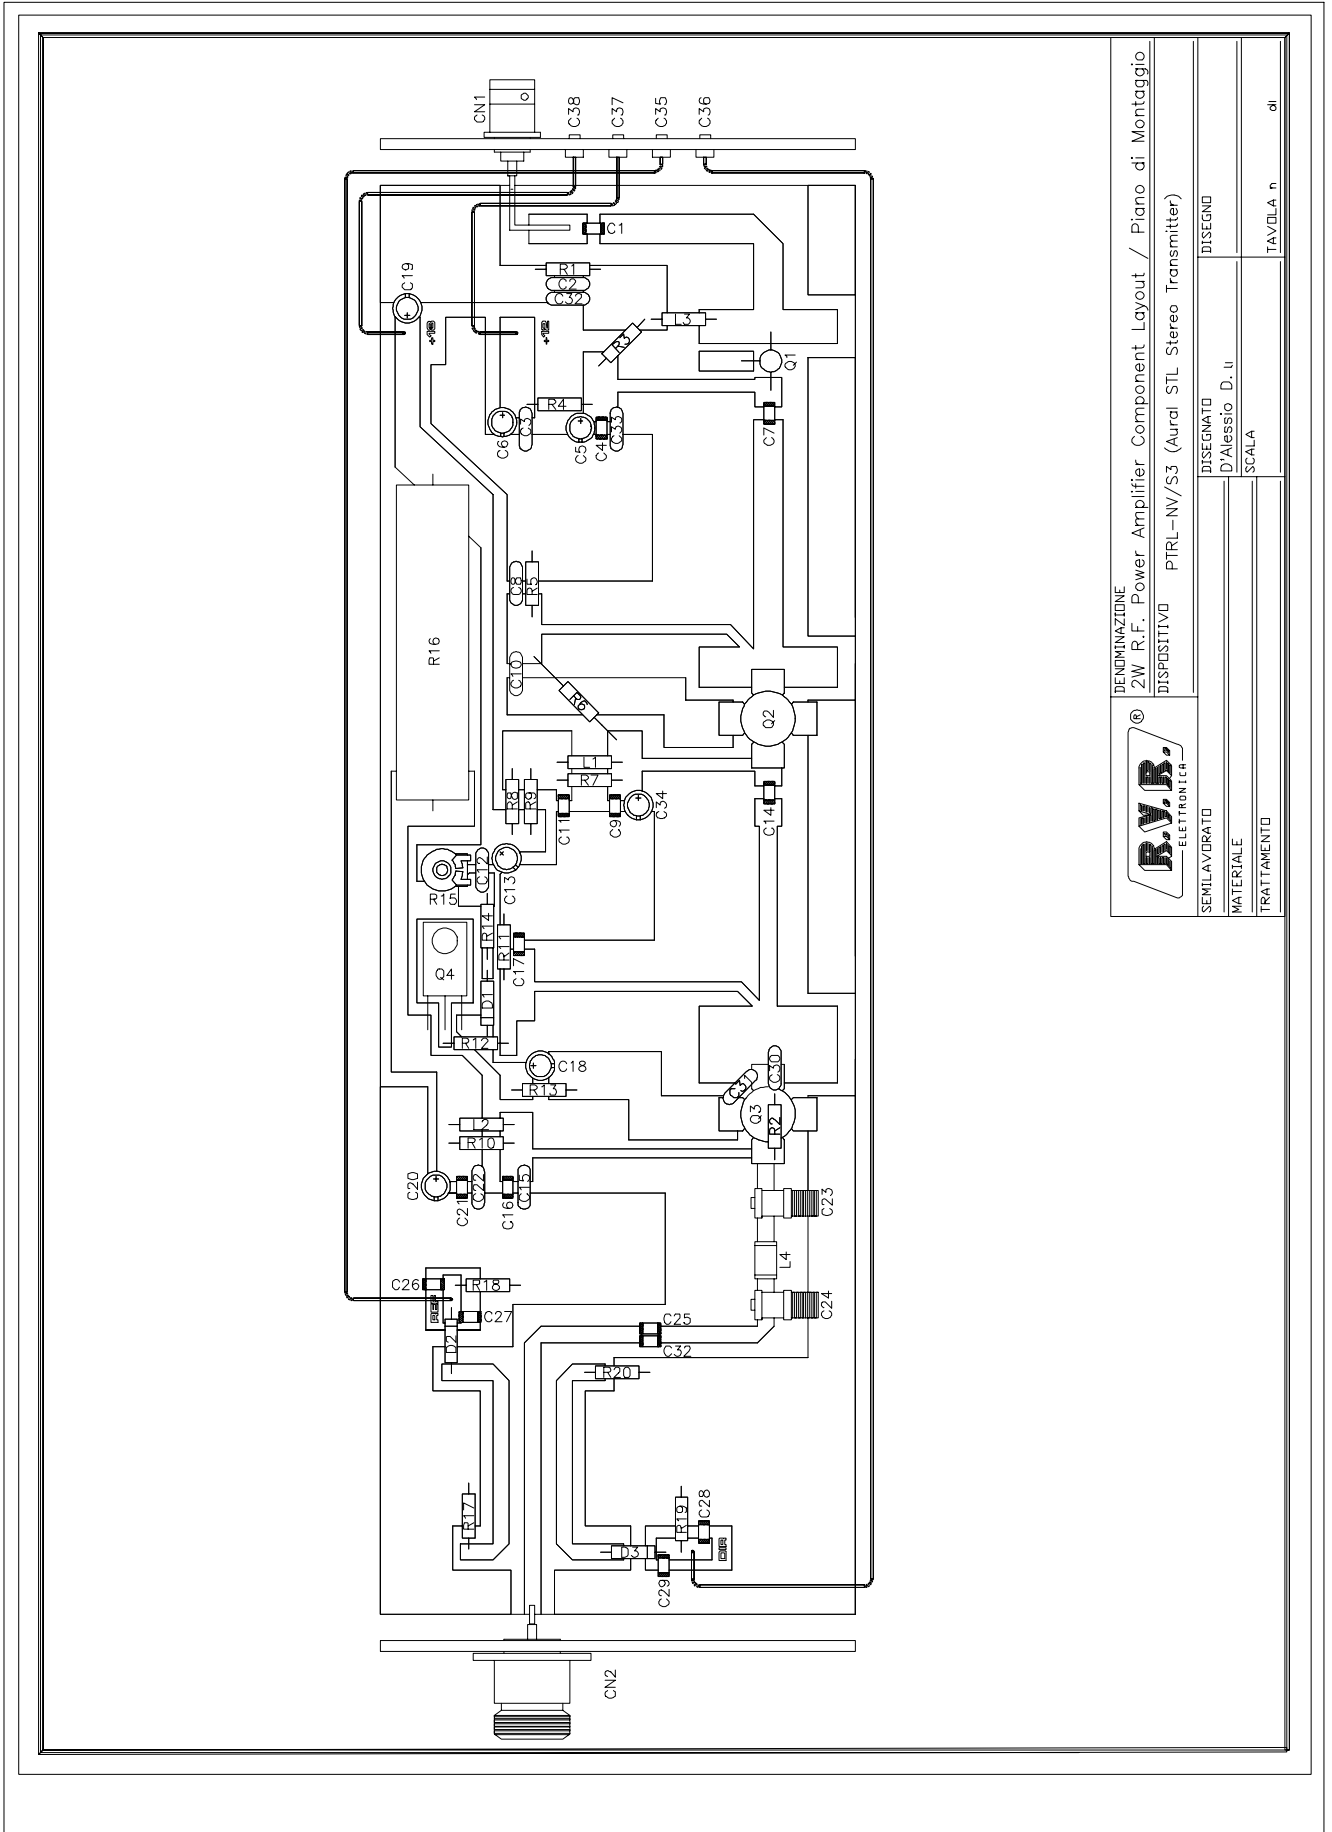 CN1
C38
C37
C35
C36
C1
C19
+18
+12
R1
C2
C32
L3
R3
Q1
R4
C6
C3
C5
C4
C33
C7
R16
C8
R5
C10
R6
Q2
L1
R7
R8
R9
C11
C9
C34
C14
R15
C12
C13
R14
R11
C17
Q4
D1
R12
C18
R13
C31
C30
Q3
R2
L2
R10
C20
C21
C22
C16
C15
C23
L4
C24
C26
R18
REF
C27
D2
C25
C32
R20
R17
R19
C28
D3
DIR
C29
CN2
R.V.R. ®
ELETTRONICA
DENOMINAZIONE
2W R.F. Power Amplifier Component Layout / Piano di Montaggio
DISPOSITIVO
PTRL-NV/S3 (Aural STL Stereo Transmitter)
SEMILAVORATO
DISEGNATO
DISEGNO
D'Alessio D.
MATERIALE
SCALA
TRATTAMENTO
TAVOLA n
di